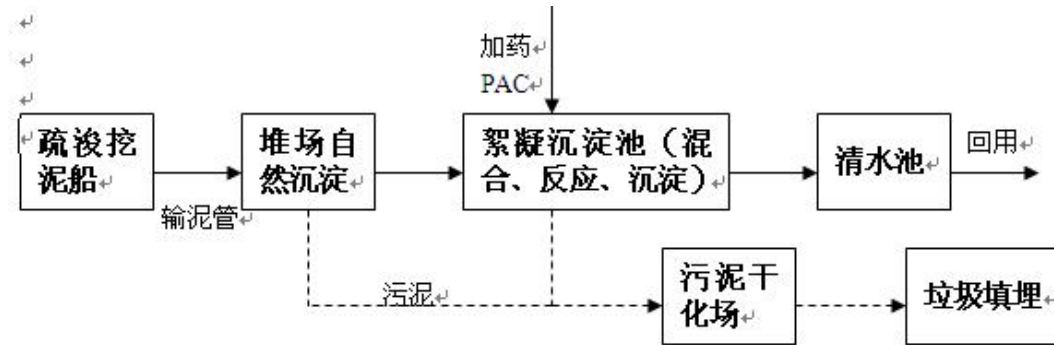 加药
PAC
疏浚挖
泥船
堆场自
然沉淀
絮凝沉淀池（混
合、反应、沉淀）
清水池
回用
输泥管
污泥
污泥干
化场
垃圾填埋